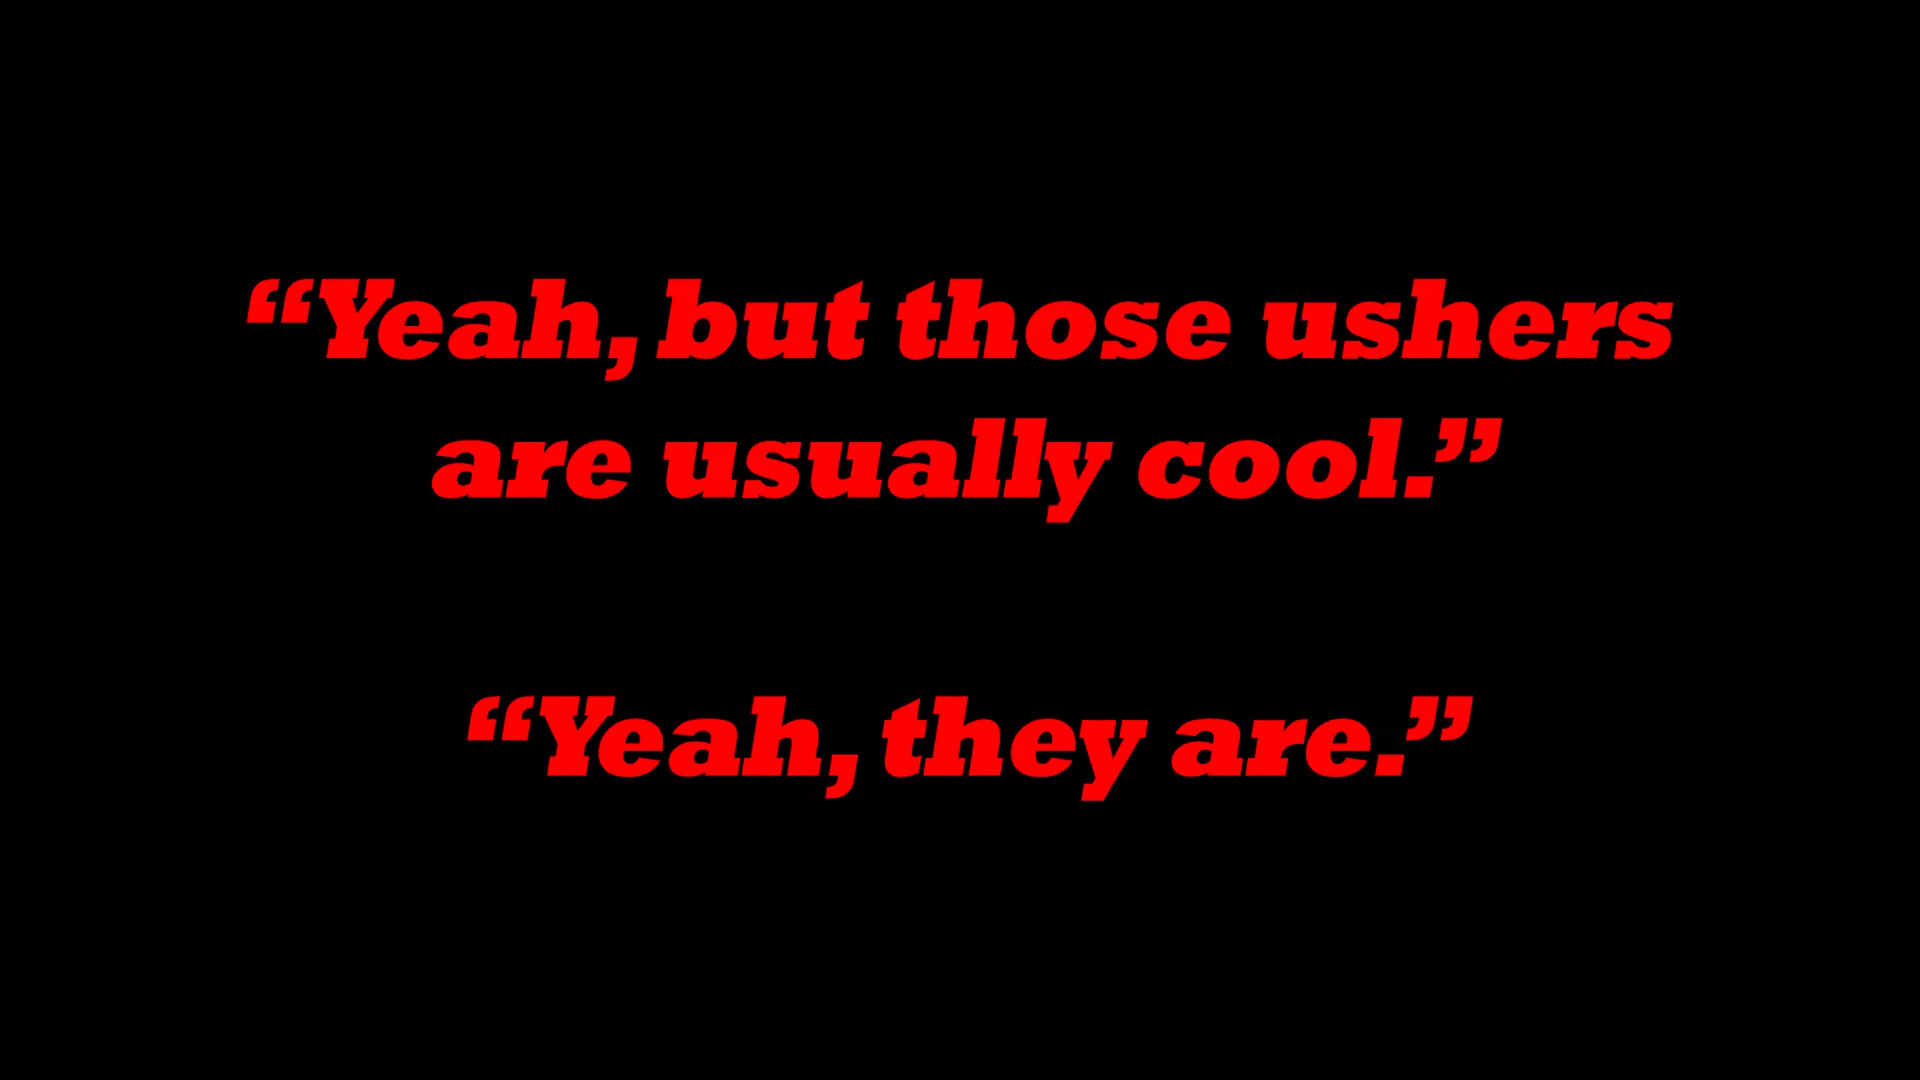 “Yeah, but those ushers
are usually cool.”
“Yeah, they are.”